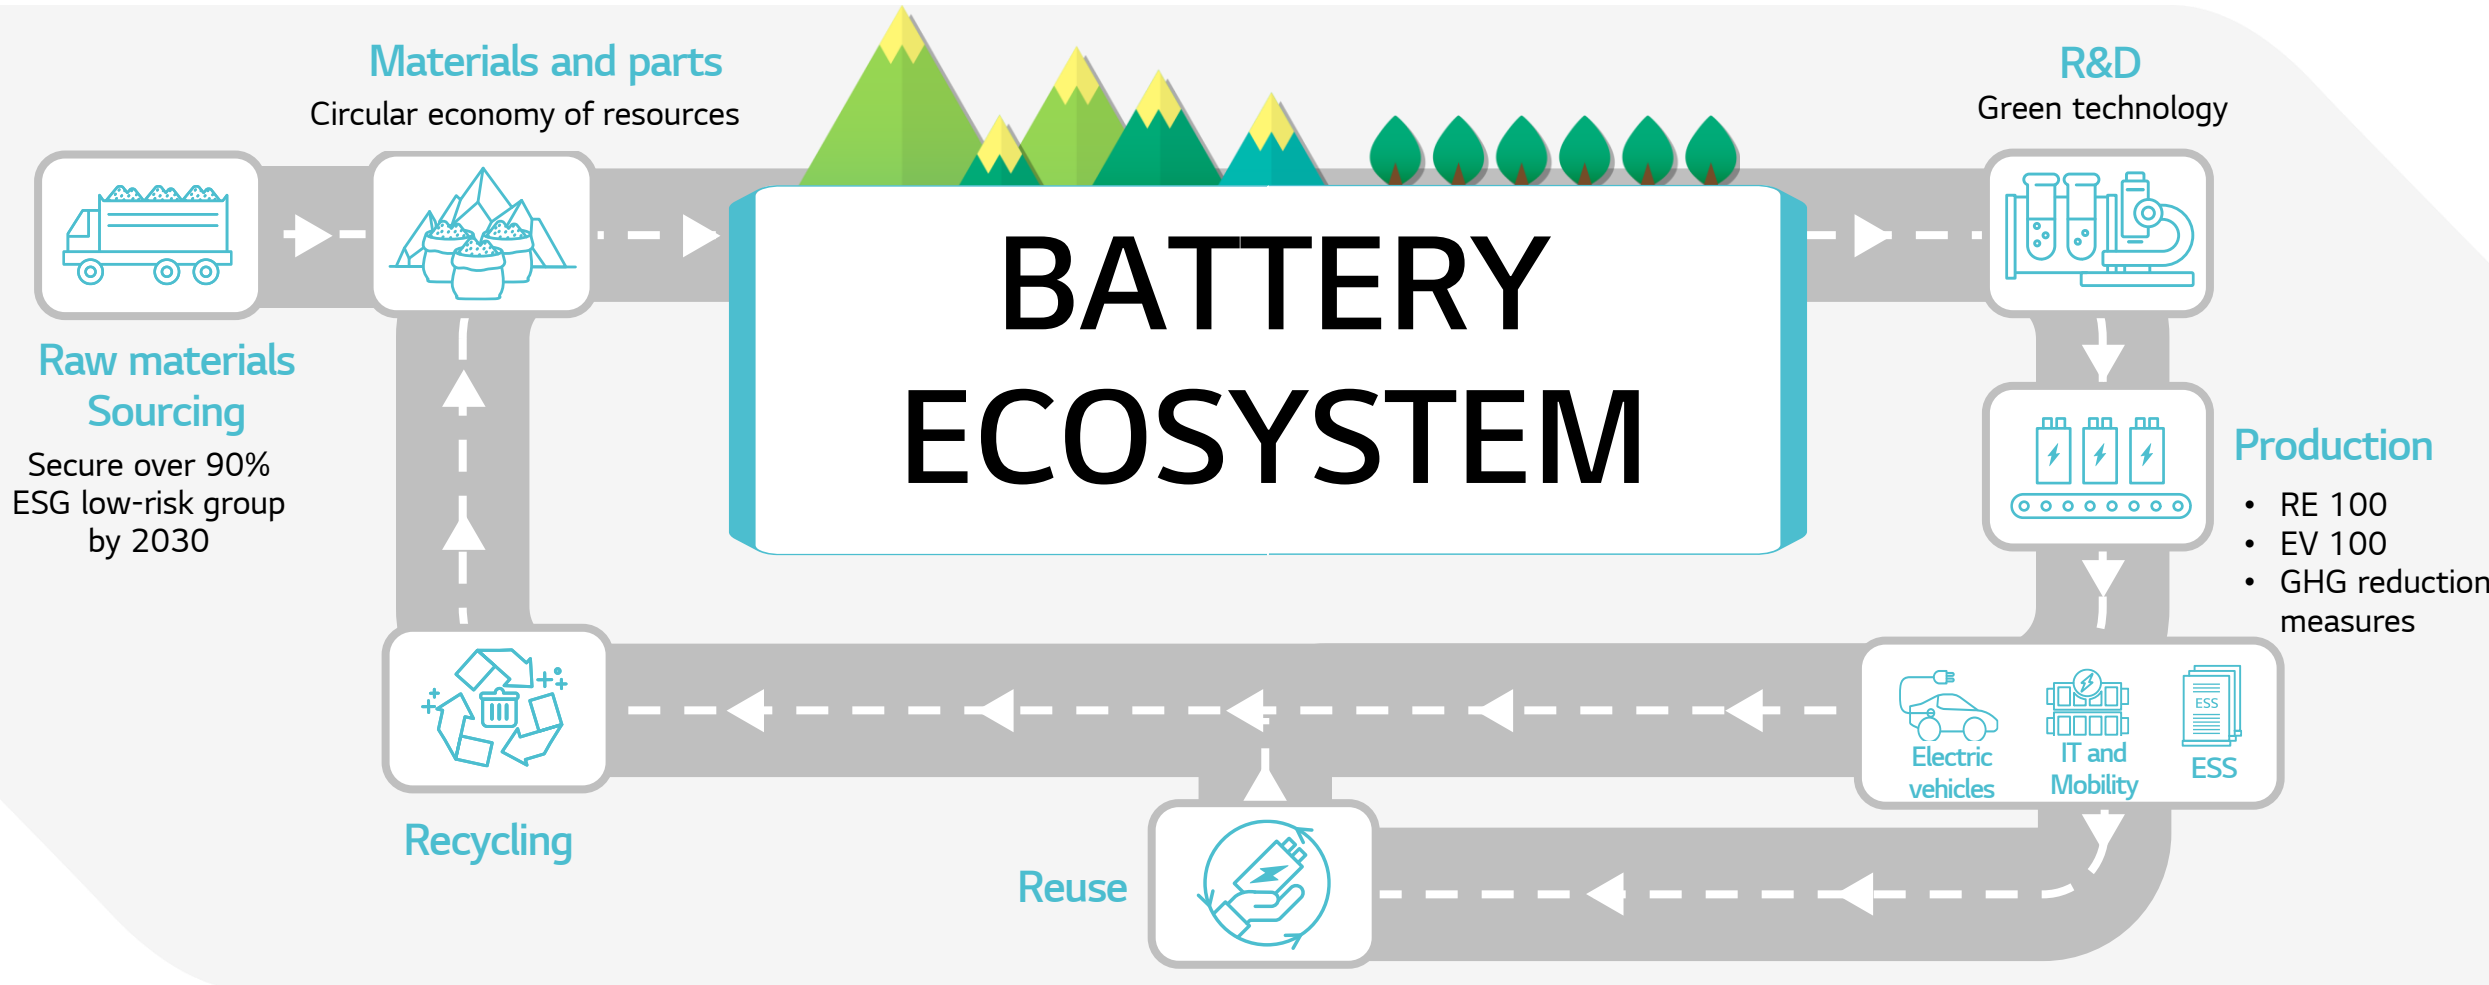 Materials and parts
Circular economy of resources
R&D
Green technology
BATTERY
ECOSYSTEM
Raw materials
Sourcing
Secure over 90%
ESG low-risk group
by 2030
Production
• RE 100
• EV 100
• GHG reduction
measures
Electric
vehicles
IT and
Mobility
ESS
ESS
Recycling
Reuse